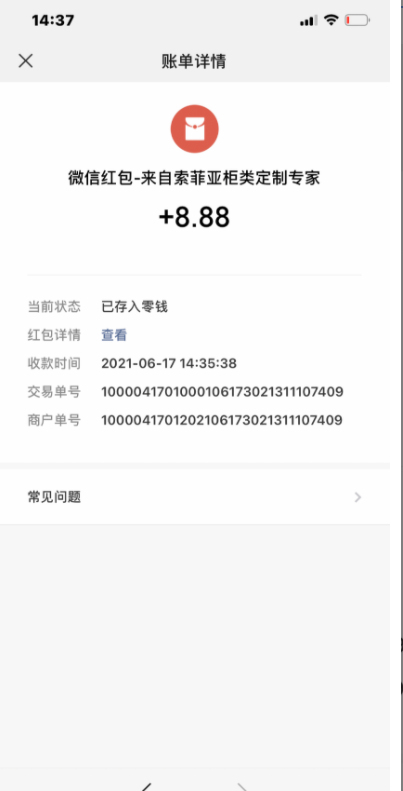 14:37
账单详情
微信红包-来自索菲亚柜类定制专家
+8.88
当前状态 已存入零钱
红包详情 查看
收款时间 2021-06-17 14:35:38
交易单号 1000041701000106173021311107409
商户单号 1000041701202106173021311107409
常见问题